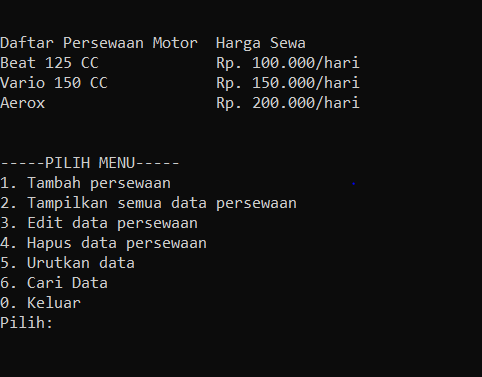 Daftar Persewaan Motor  Harga Sewa
Beat 125 CC             Rp. 100.000/hari
Vario 150 CC            Rp. 150.000/hari
Aerox                   Rp. 200.000/hari
-----PILIH MENU-----
1. Tambah persewaan
2. Tampilkan semua data persewaan
3. Edit data persewaan
4. Hapus data persewaan
5. Urutkan data
6. Cari Data
0. Keluar
Pilih: